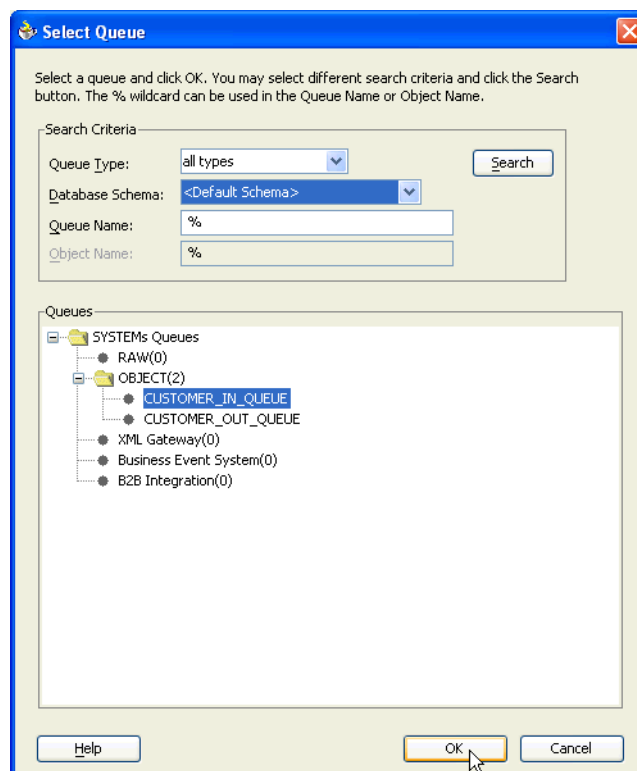 Select Queue
Select a queue and click OK. You may select different search criteria and click the Search
button. The % wildcard can be used in the Queue Name or Object Name.
Search Criteria
Queue Type: all types Search
Database Schema: <Default Schema>
Queue Name: %
Object Name: %
Queues
SYSTEMs Queues
RAW(0)
OBJECT(2)
CUSTOMER_IN_QUEUE
CUSTOMER_OUT_QUEUE
XML Gateway(0)
Business Event System(0)
B2B Integration(0)
Help OK Cancel